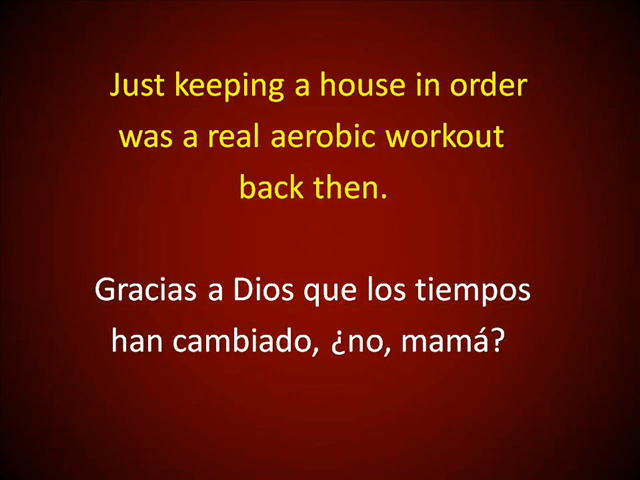 Just keeping a house in order
was a real aerobic workout
back then.
Gracias a Dios que los tiempos
han cambiado, ¿no, mamá?